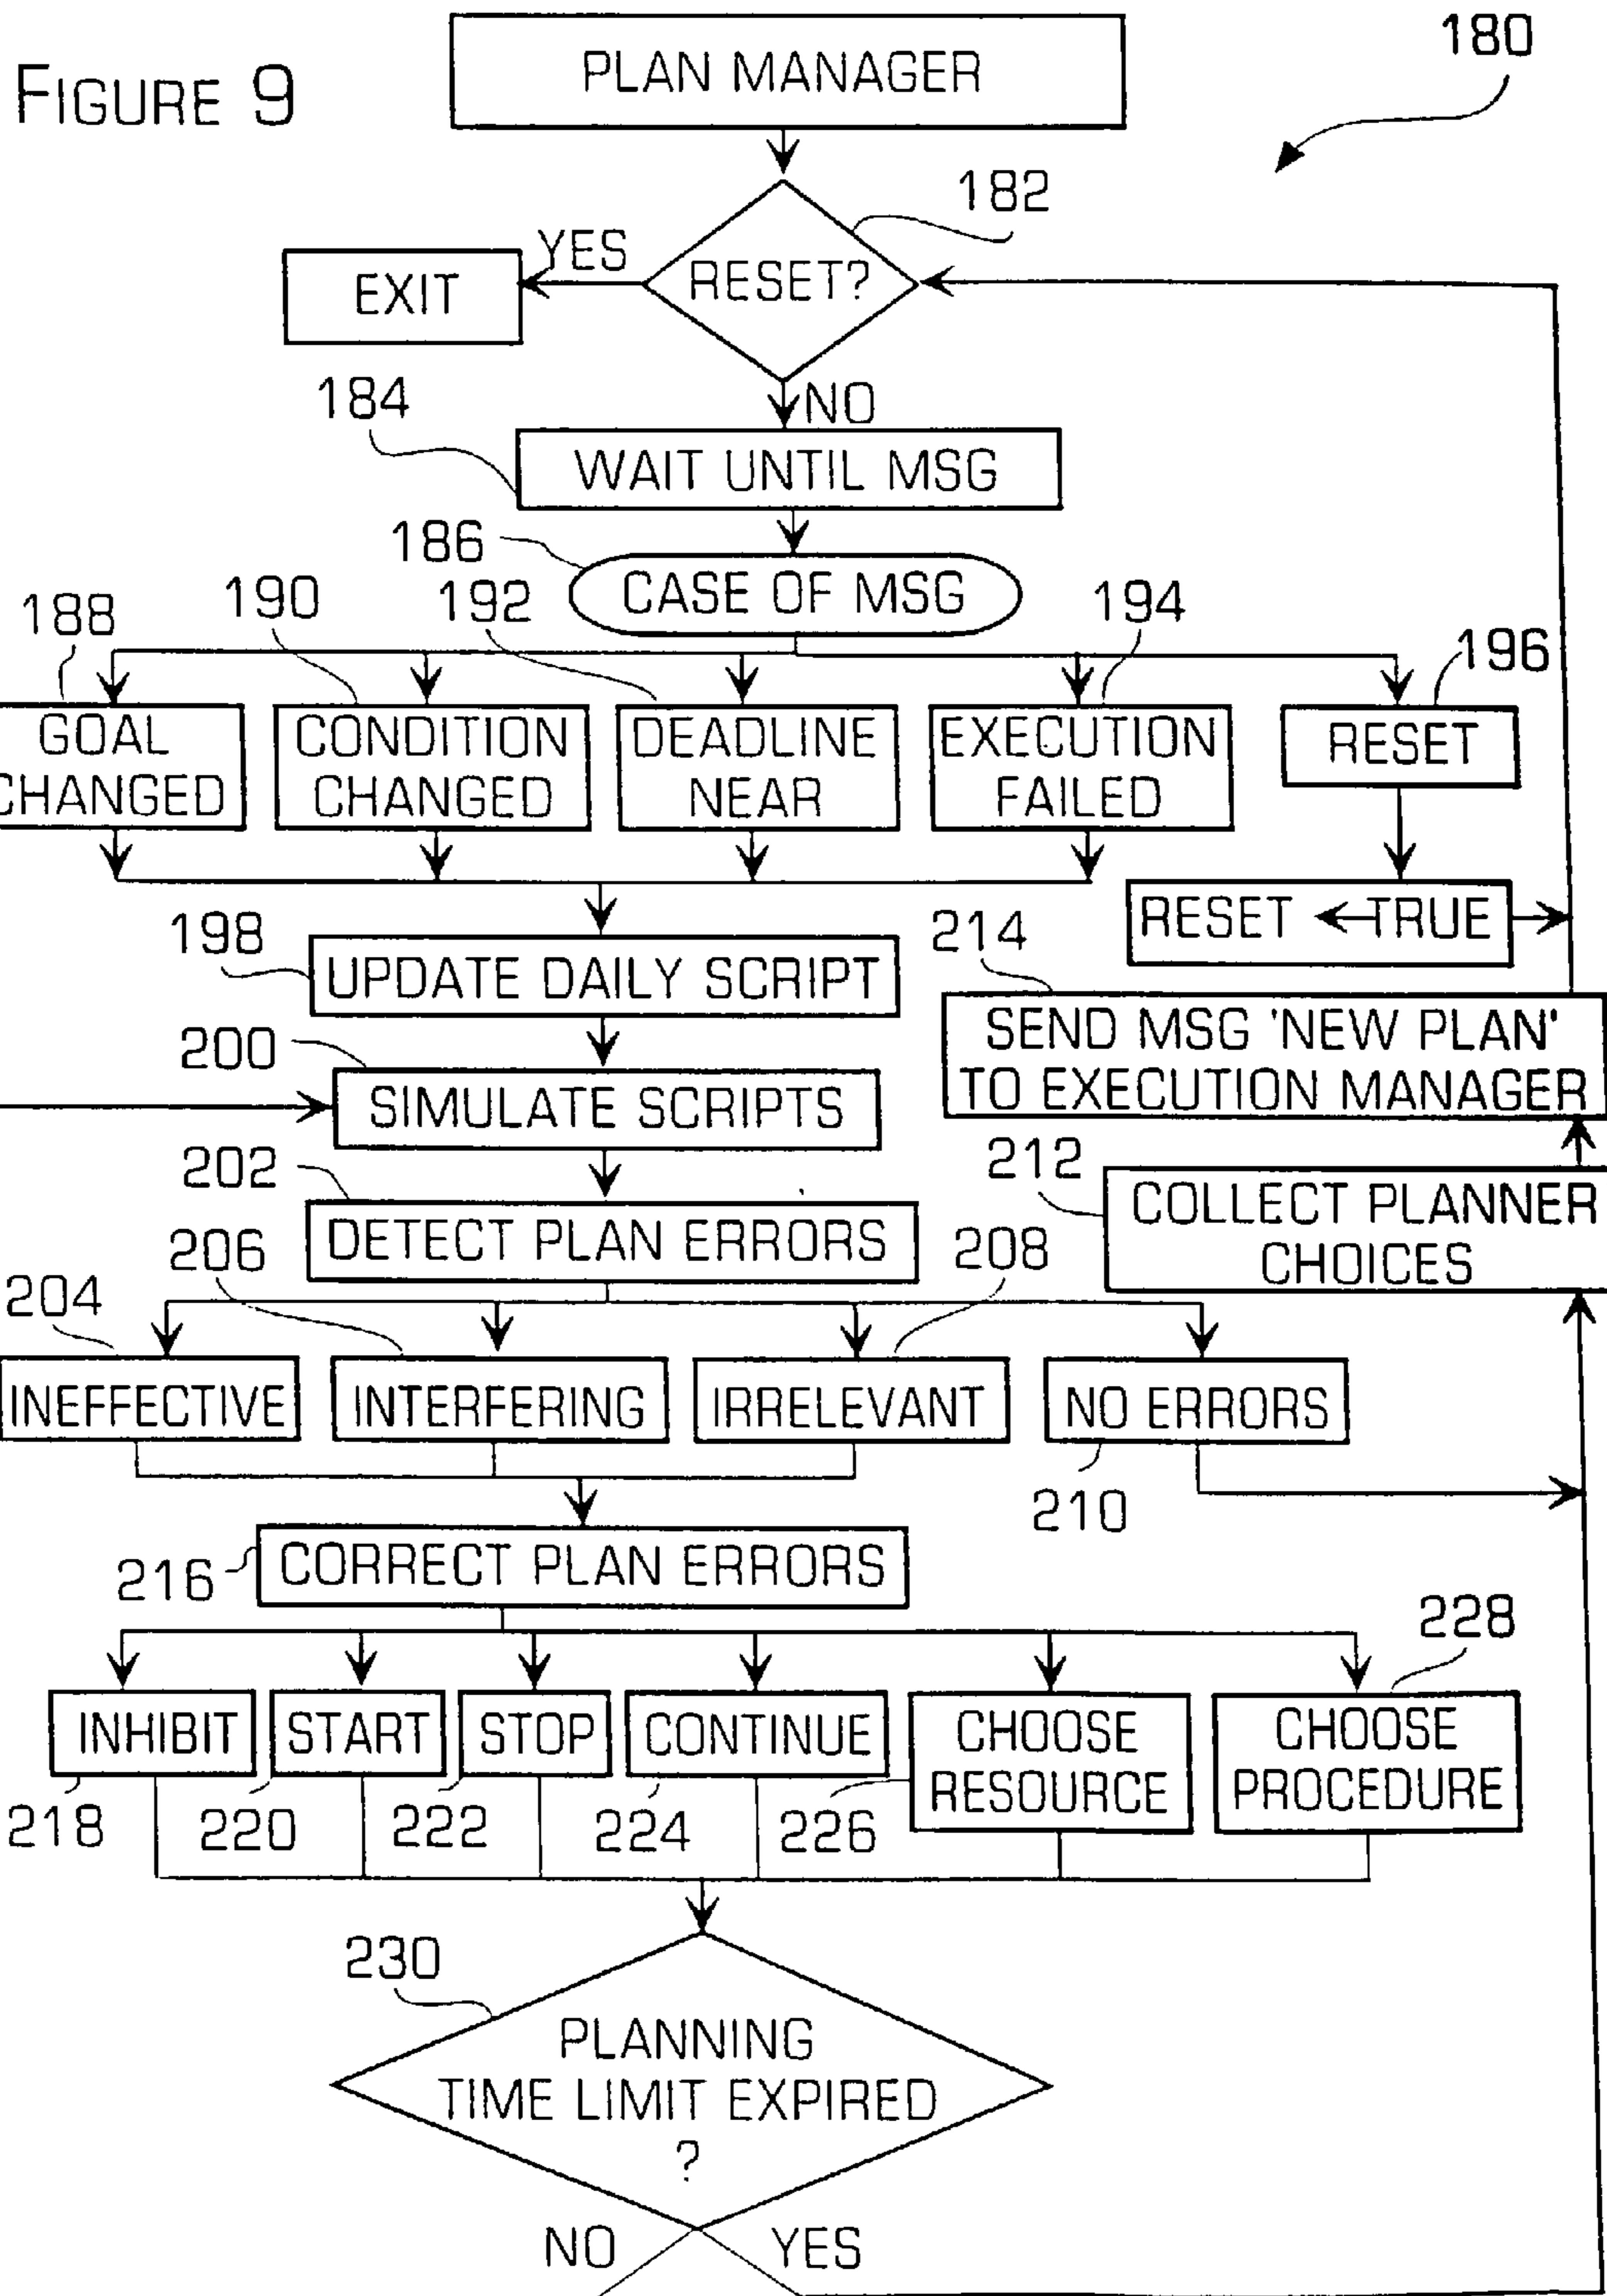 FIGURE 9
PLAN MANAGER
180
182
YES
RESET?
EXIT
NO
184
WAIT UNTIL MSG
186
CASE OF MSG
188
190
192
194
196
GOAL
CHANGED
CONDITION
CHANGED
DEADLINE
NEAR
EXECUTION
FAILED
RESET
RESET ← TRUE
198
UPDATE DAILY SCRIPT
214
SEND MSG 'NEW PLAN'
TO EXECUTION MANAGER
200
SIMULATE SCRIPTS
202
DETECT PLAN ERRORS
212
COLLECT PLANNER
CHOICES
204
206
208
INEFFECTIVE
INTERFERING
IRRELEVANT
NO ERRORS
210
216
CORRECT PLAN ERRORS
228
INHIBIT
START
STOP
CONTINUE
CHOOSE
RESOURCE
CHOOSE
PROCEDURE
218
220
222
224
226
230
PLANNING
TIME LIMIT EXPIRED
?
NO
YES